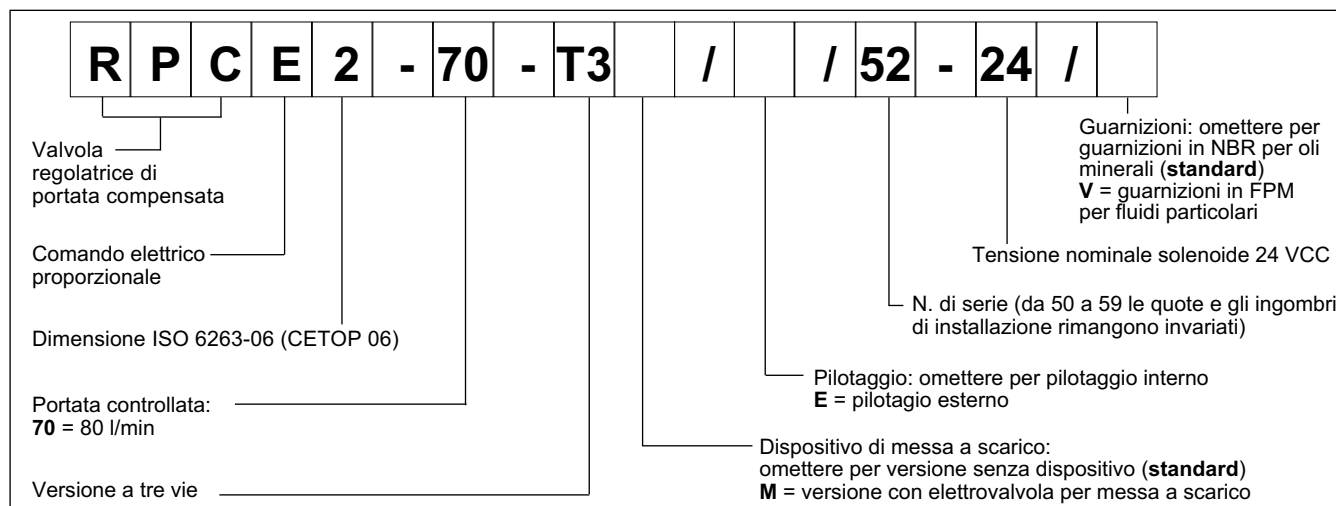 R P C E 2 - 70 - T3 / / 52 - 24 /
Valvola
regolatrice di
portata compensata
Comando elettrico
proporzionale
Dimensione ISO 6263-06 (CETOP 06)
Portata controllata:
70 = 80 l/min
Versione a tre vie
Guarnizioni: omettere per
guarnizioni in NBR per oli
minerali (standard)
V = guarnizioni in FPM
per fluidi particolari
Tensione nominale solenoide 24 VCC
N. di serie (da 50 a 59 le quote e gli ingombri
di installazione rimangono invariati)
Pilotaggio: omettere per pilotaggio interno
E = pilotagio esterno
Dispositivo di messa a scarico:
omettere per versione senza dispositivo (standard)
M = versione con elettrovalvola per messa a scarico